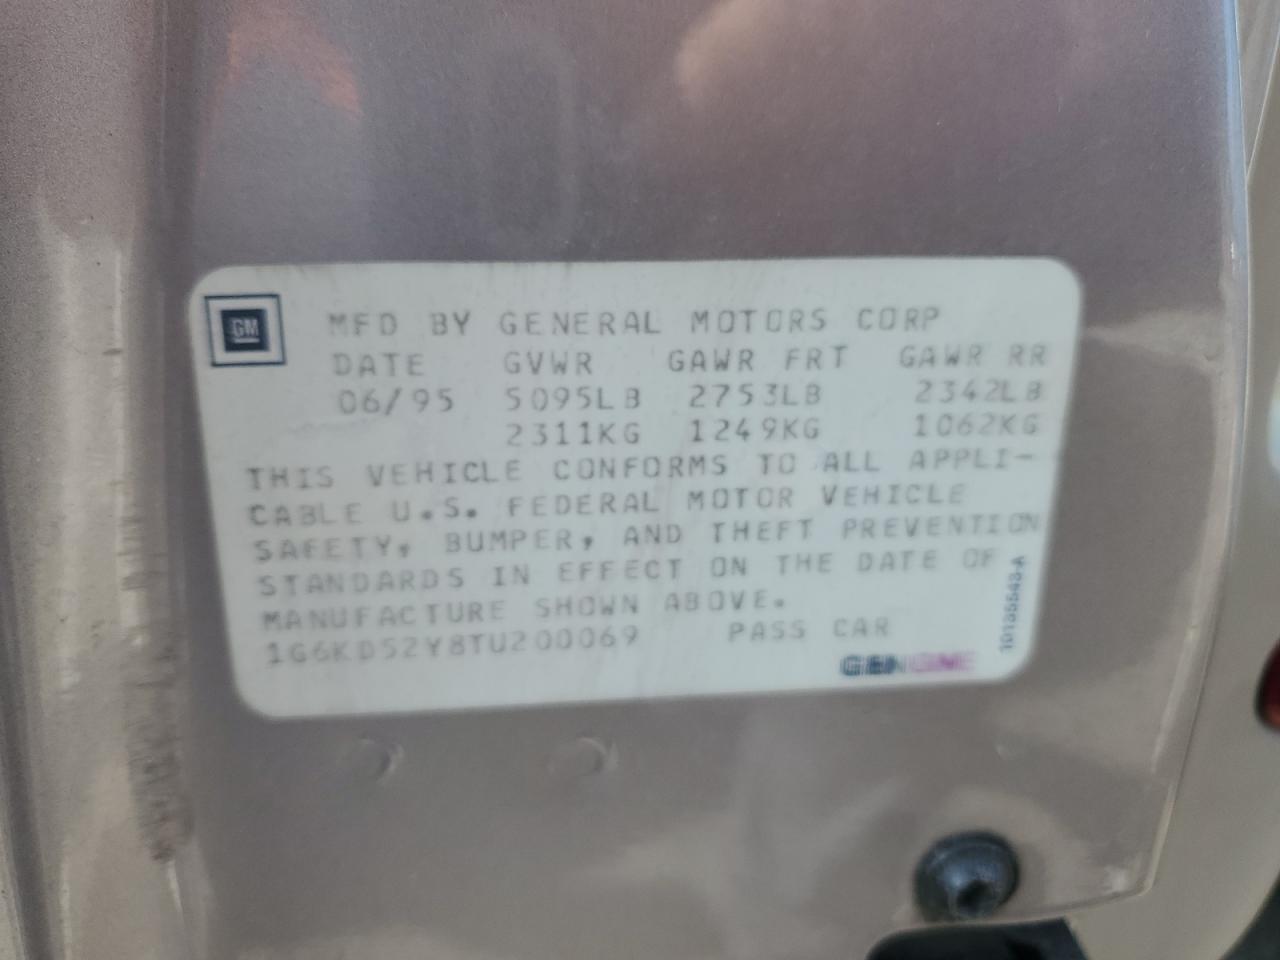 GM
MFD BY GENERAL MOTORS CORP
DATE GVWR GAWR FRT GAWR RR
06/95 5095LB 2753LB 2342LB
2311KG 1249KG 1062KG
THIS VEHICLE CONFORMS TO ALL APPLI-
CABLE U.S. FEDERAL MOTOR VEHICLE
SAFETY, BUMPER, AND THEFT PREVENTION
STANDARDS IN EFFECT ON THE DATE OF
MANUFACTURE SHOWN ABOVE.
1G6KD52Y8TU200069 PASS CAR